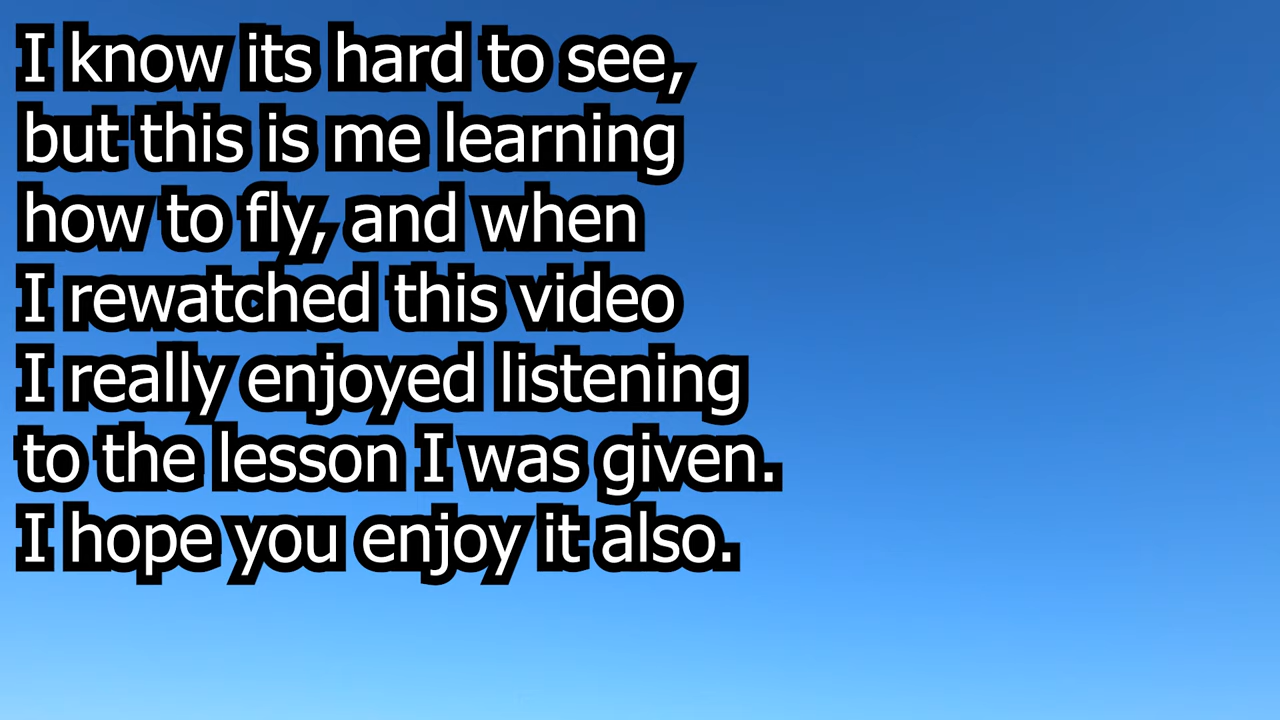 I know its hard to see,
but this is me learning
how to fly, and when
I rewatched this video
I really enjoyed listening
to the lesson I was given.
I hope you enjoy it also.